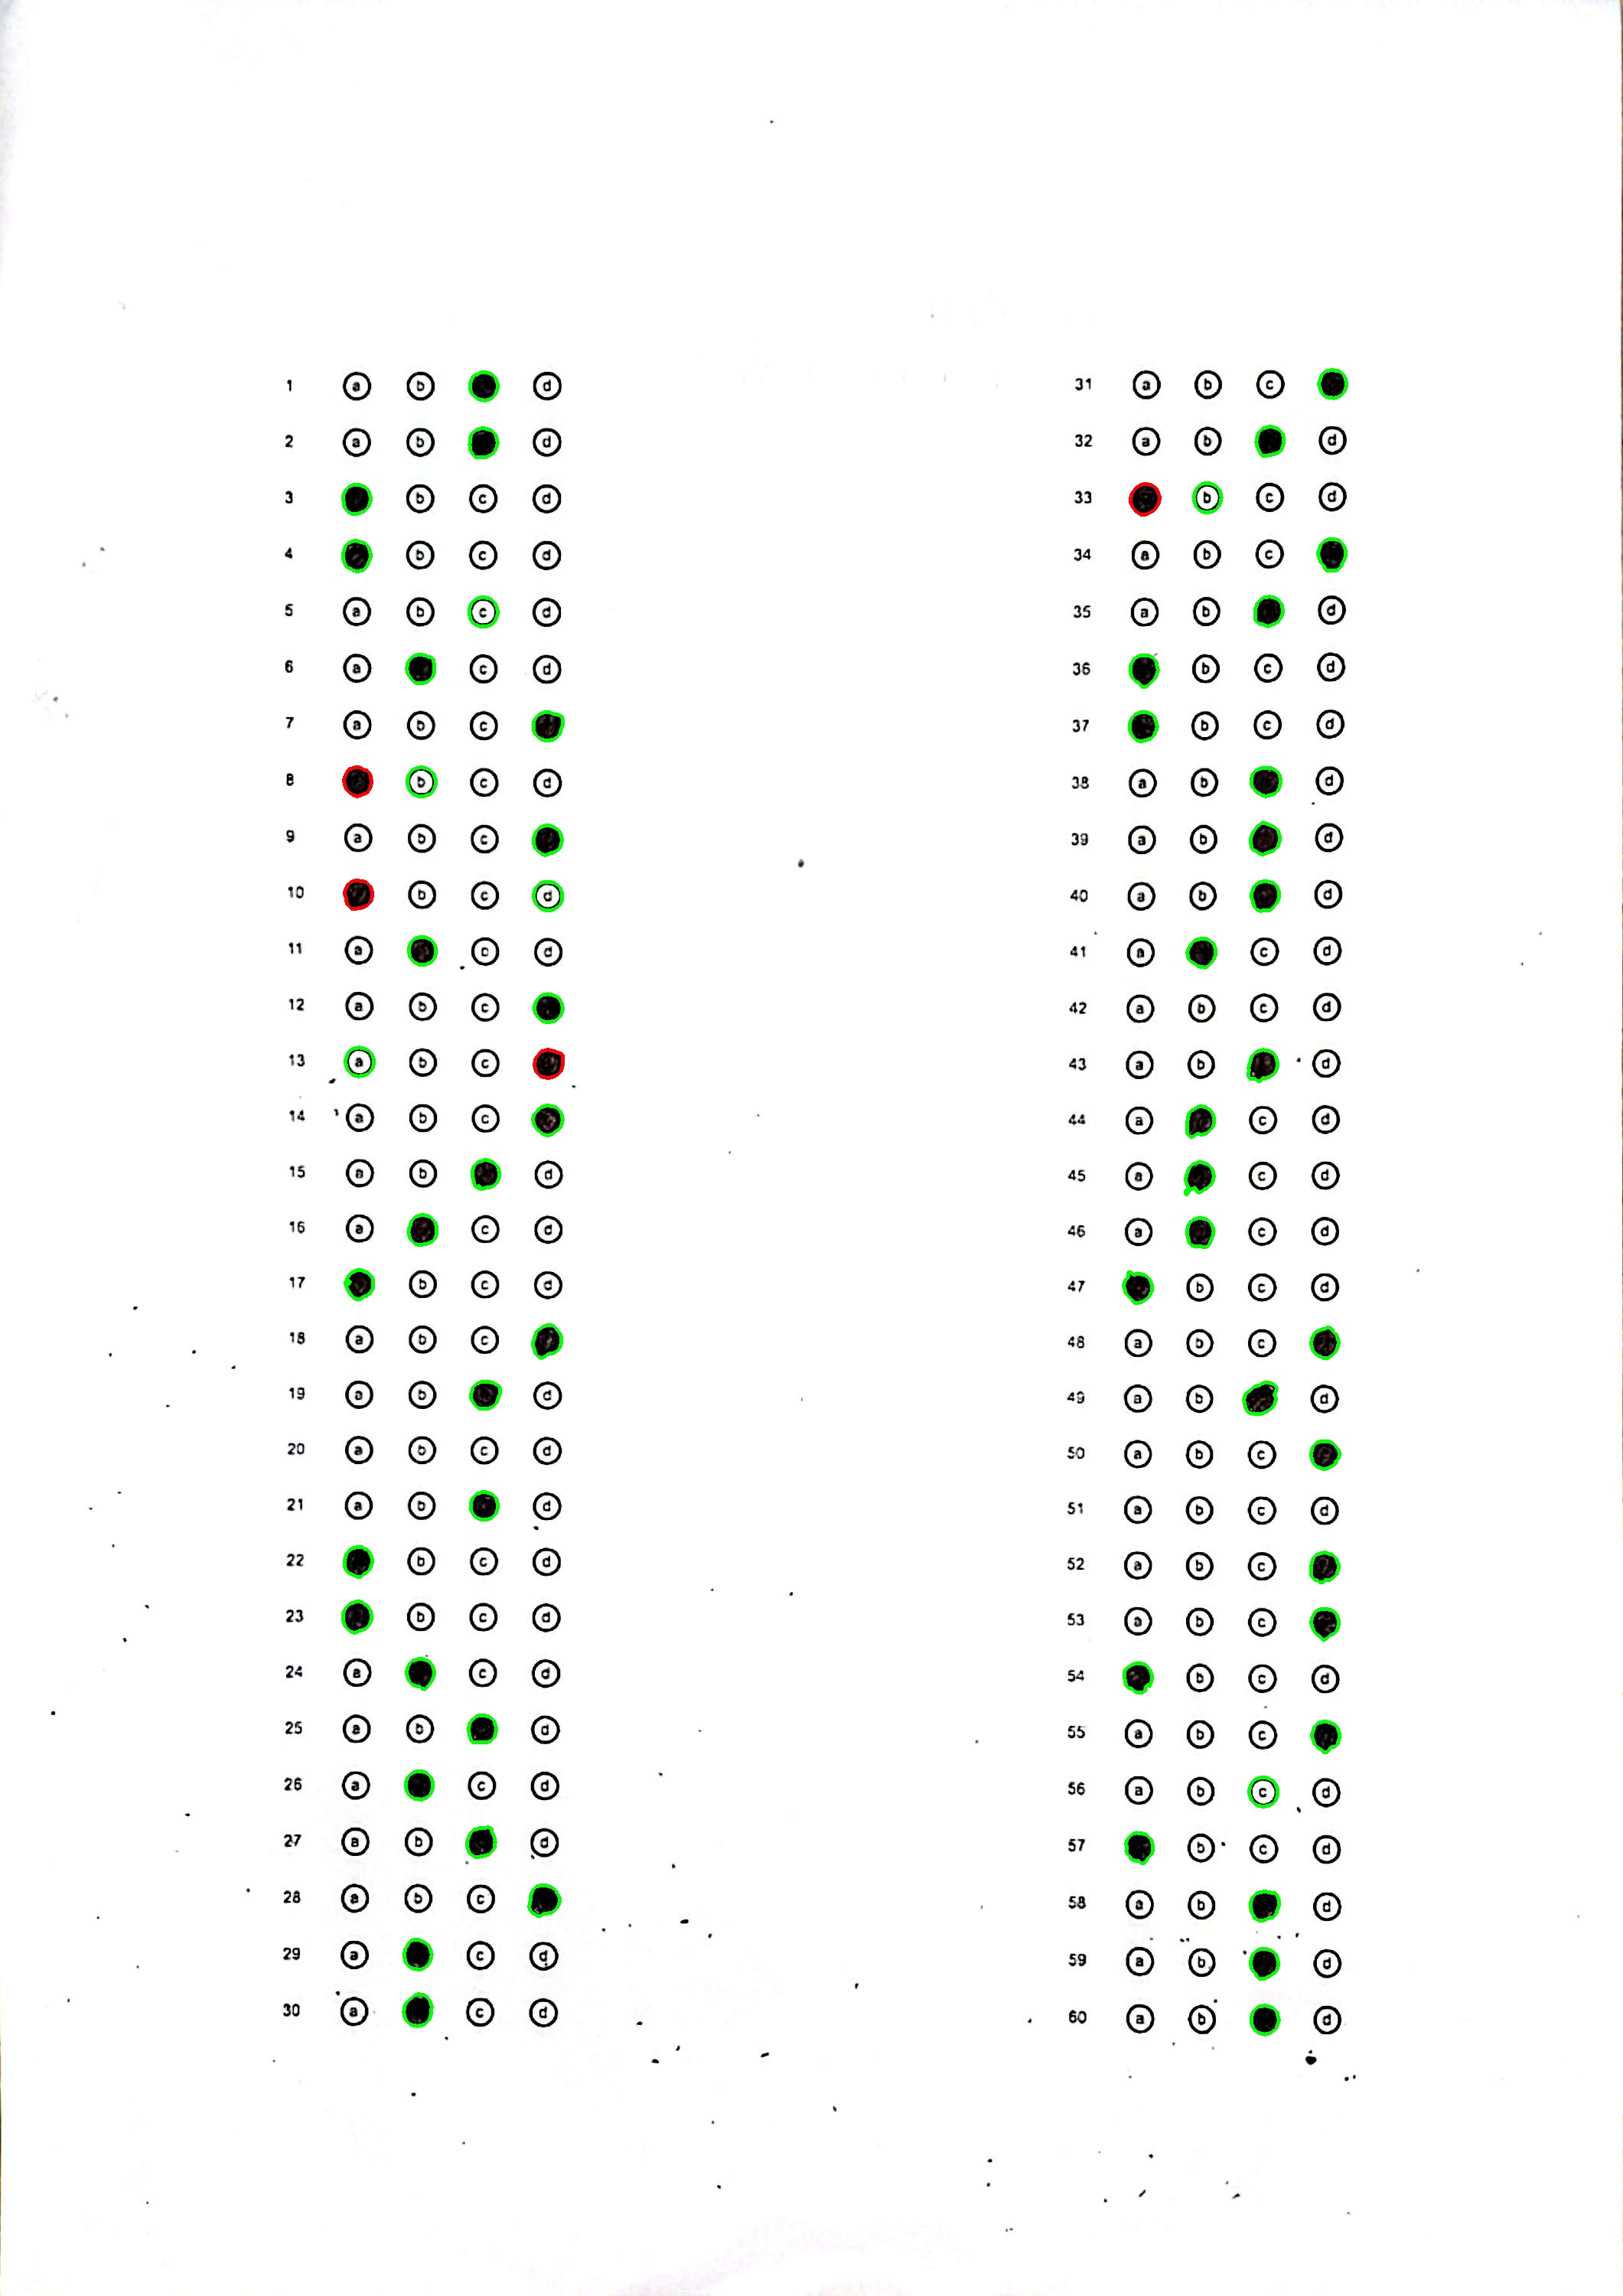 1 a b d
2 a b d
3 b c d
4 b c d
5 a b c d
6 a c d
7 a b c
8 b c d
9 a b c
10 b c d
11 a c d
12 a b c
13 a b c
14 a b c
15 a b d
16 a c d
17 b c d
18 a b c
19 a b d
20 a b c d
21 a b d
22 b c d
23 b c d
24 a c d
25 a b d
26 a c d
27 a b d
28 a b c
29 a c d
30 a c d
31 a b c
32 a b d
33 b c d
34 a b c
35 a b d
36 b c d
37 b c d
38 a b d
39 a b d
40 a b d
41 a c d
42 a b c d
43 a b d
44 a c d
45 a c d
46 a c d
47 b c d
48 a b c
49 a b d
50 a b c
51 a b c d
52 a b c
53 a b c
54 b c d
55 a b c
56 a b c d
57 b c d
58 a b d
59 a b d
60 a b d